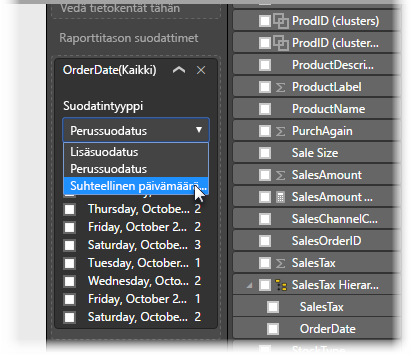 Vedä tietokentät tähän
Raporttitason suodattimet
OrderDate(Kaikki)
Suodatintyyppi
Perussuodatus
Lisäsuodatus
Perussuodatus
Suhteellinen päivämäärä...
Thursday, Octobe... 2
Friday, October 2... 2
Saturday, Octobe... 3
Tuesday, October... 1
Wednesday, Octo... 2
Friday, October 2... 1
Saturday, Octobe... 2
ProdID (clusters)
ProdID (cluster...
ProductDescri...
ProductLabel
ProductName
PurchAgain
Sale Size
SalesAmount
SalesAmount ...
SalesChannelC...
SalesOrderID
SalesTax
SalesTax Hierar...
SalesTax
OrderDate